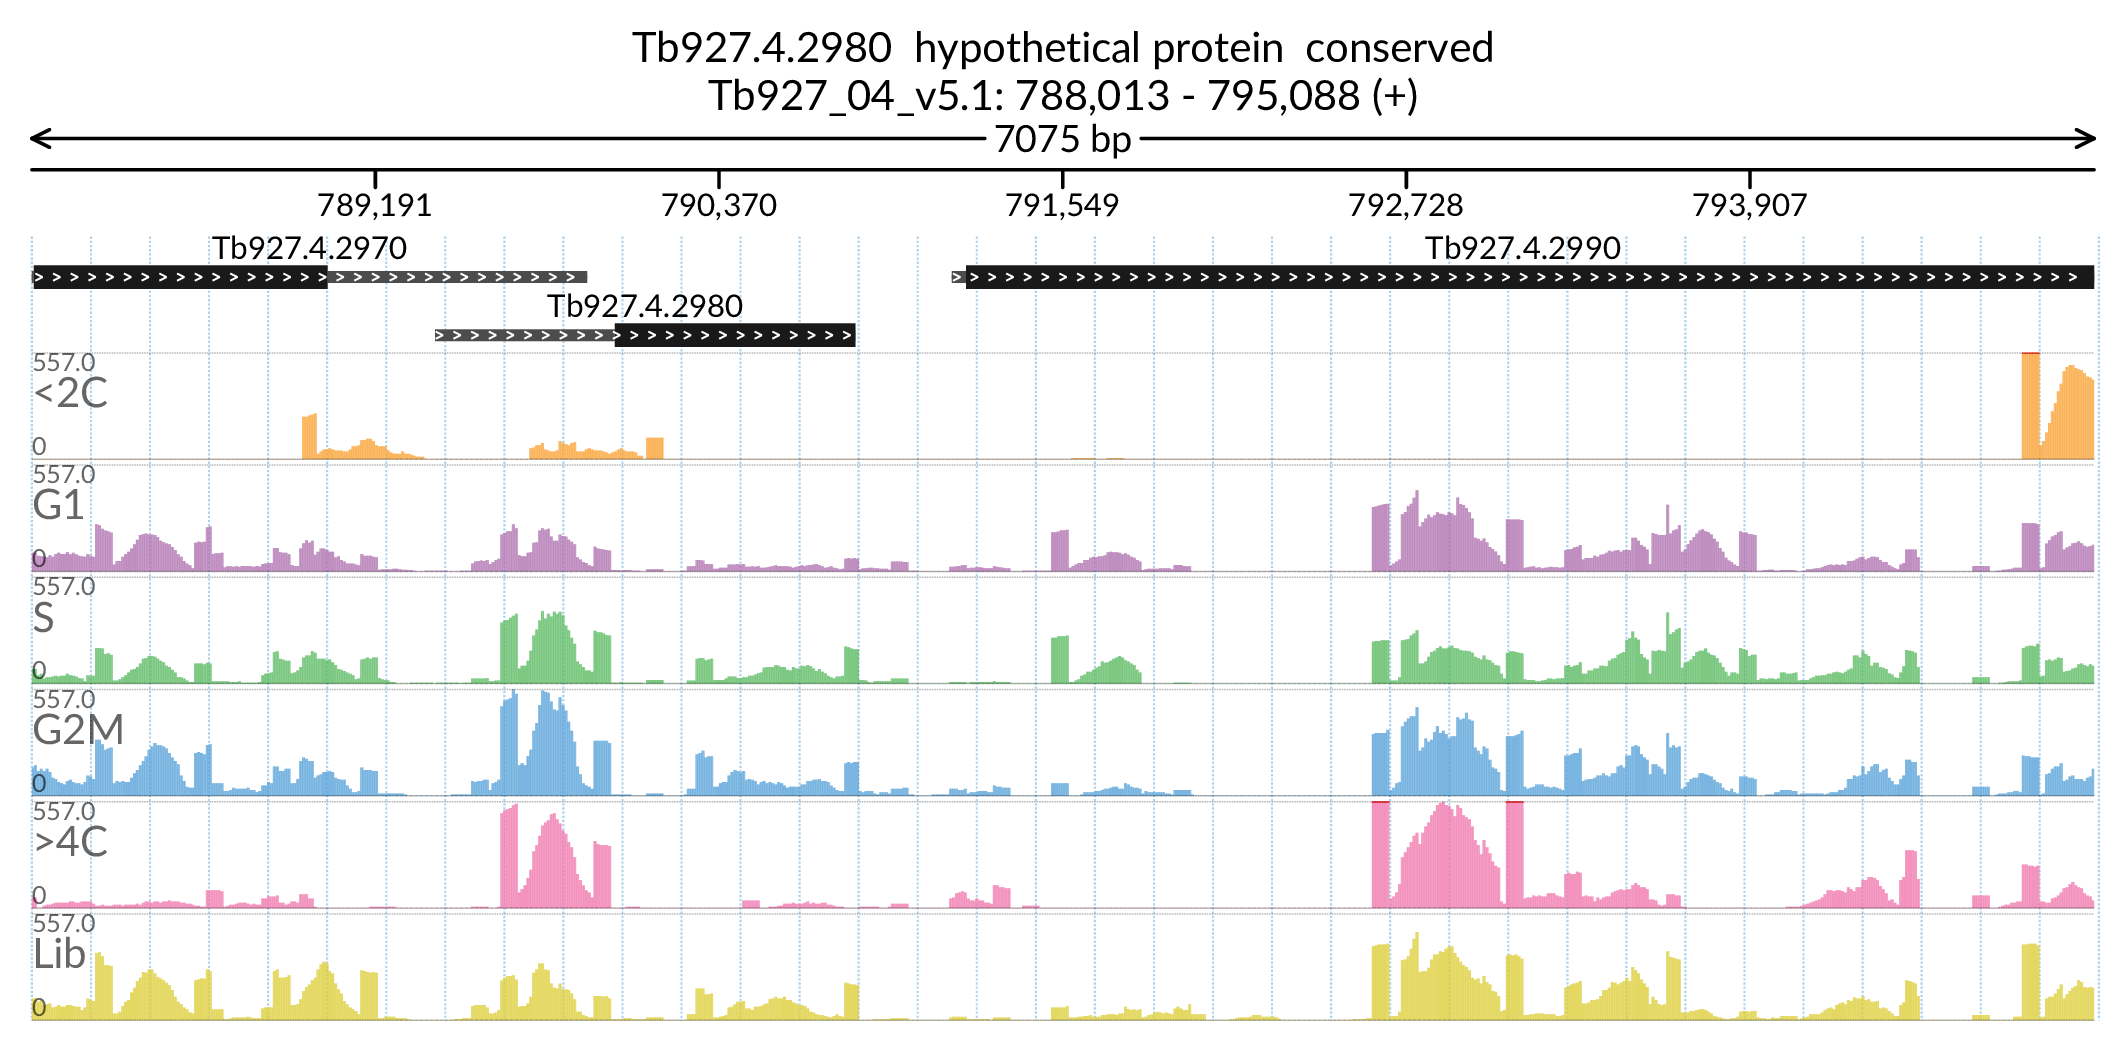 Tb927.4.2980  hypothetical protein  conserved
Tb927_04_v5.1: 788,013 - 795,088 (+)
7075 bp
789,191 790,370 791,549 792,728 793,907
Tb927.4.2970 Tb927.4.2990
Tb927.4.2980
557.0
<2C
0
557.0
G1
0
557.0
S
0
557.0
G2M
0
557.0
>4C
0
557.0
Lib
0